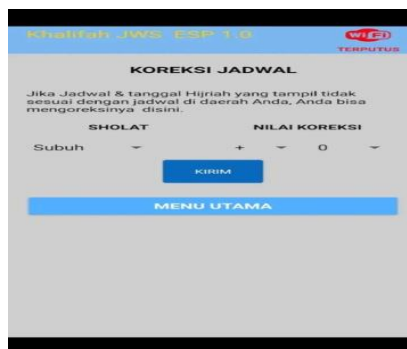 Khalifah JWS ESP 1.0
WiFi
TERPUTUS
KOREKSI JADWAL
Jika Jadwal & tanggal Hijriah yang tampil tidak
sesuai dengan jadwal di daerah Anda, Anda bisa
mengoreksinya disini.
SHOLAT NILAI KOREKSI
Subuh + 0
KIRIM
MENU UTAMA